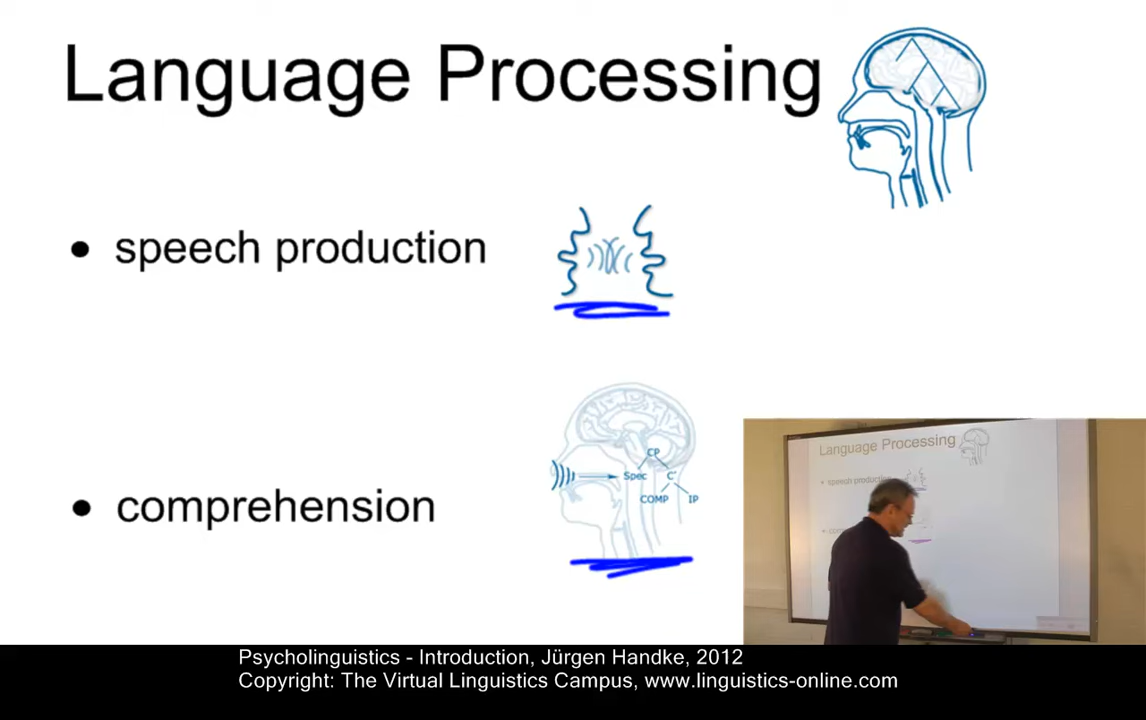 Language Processing
• speech production
CP
Spec C'
COMP IP
• comprehension
Language Processing
Psycholinguistics - Introduction, Jürgen Handke, 2012
Copyright: The Virtual Linguistics Campus, www.linguistics-online.com